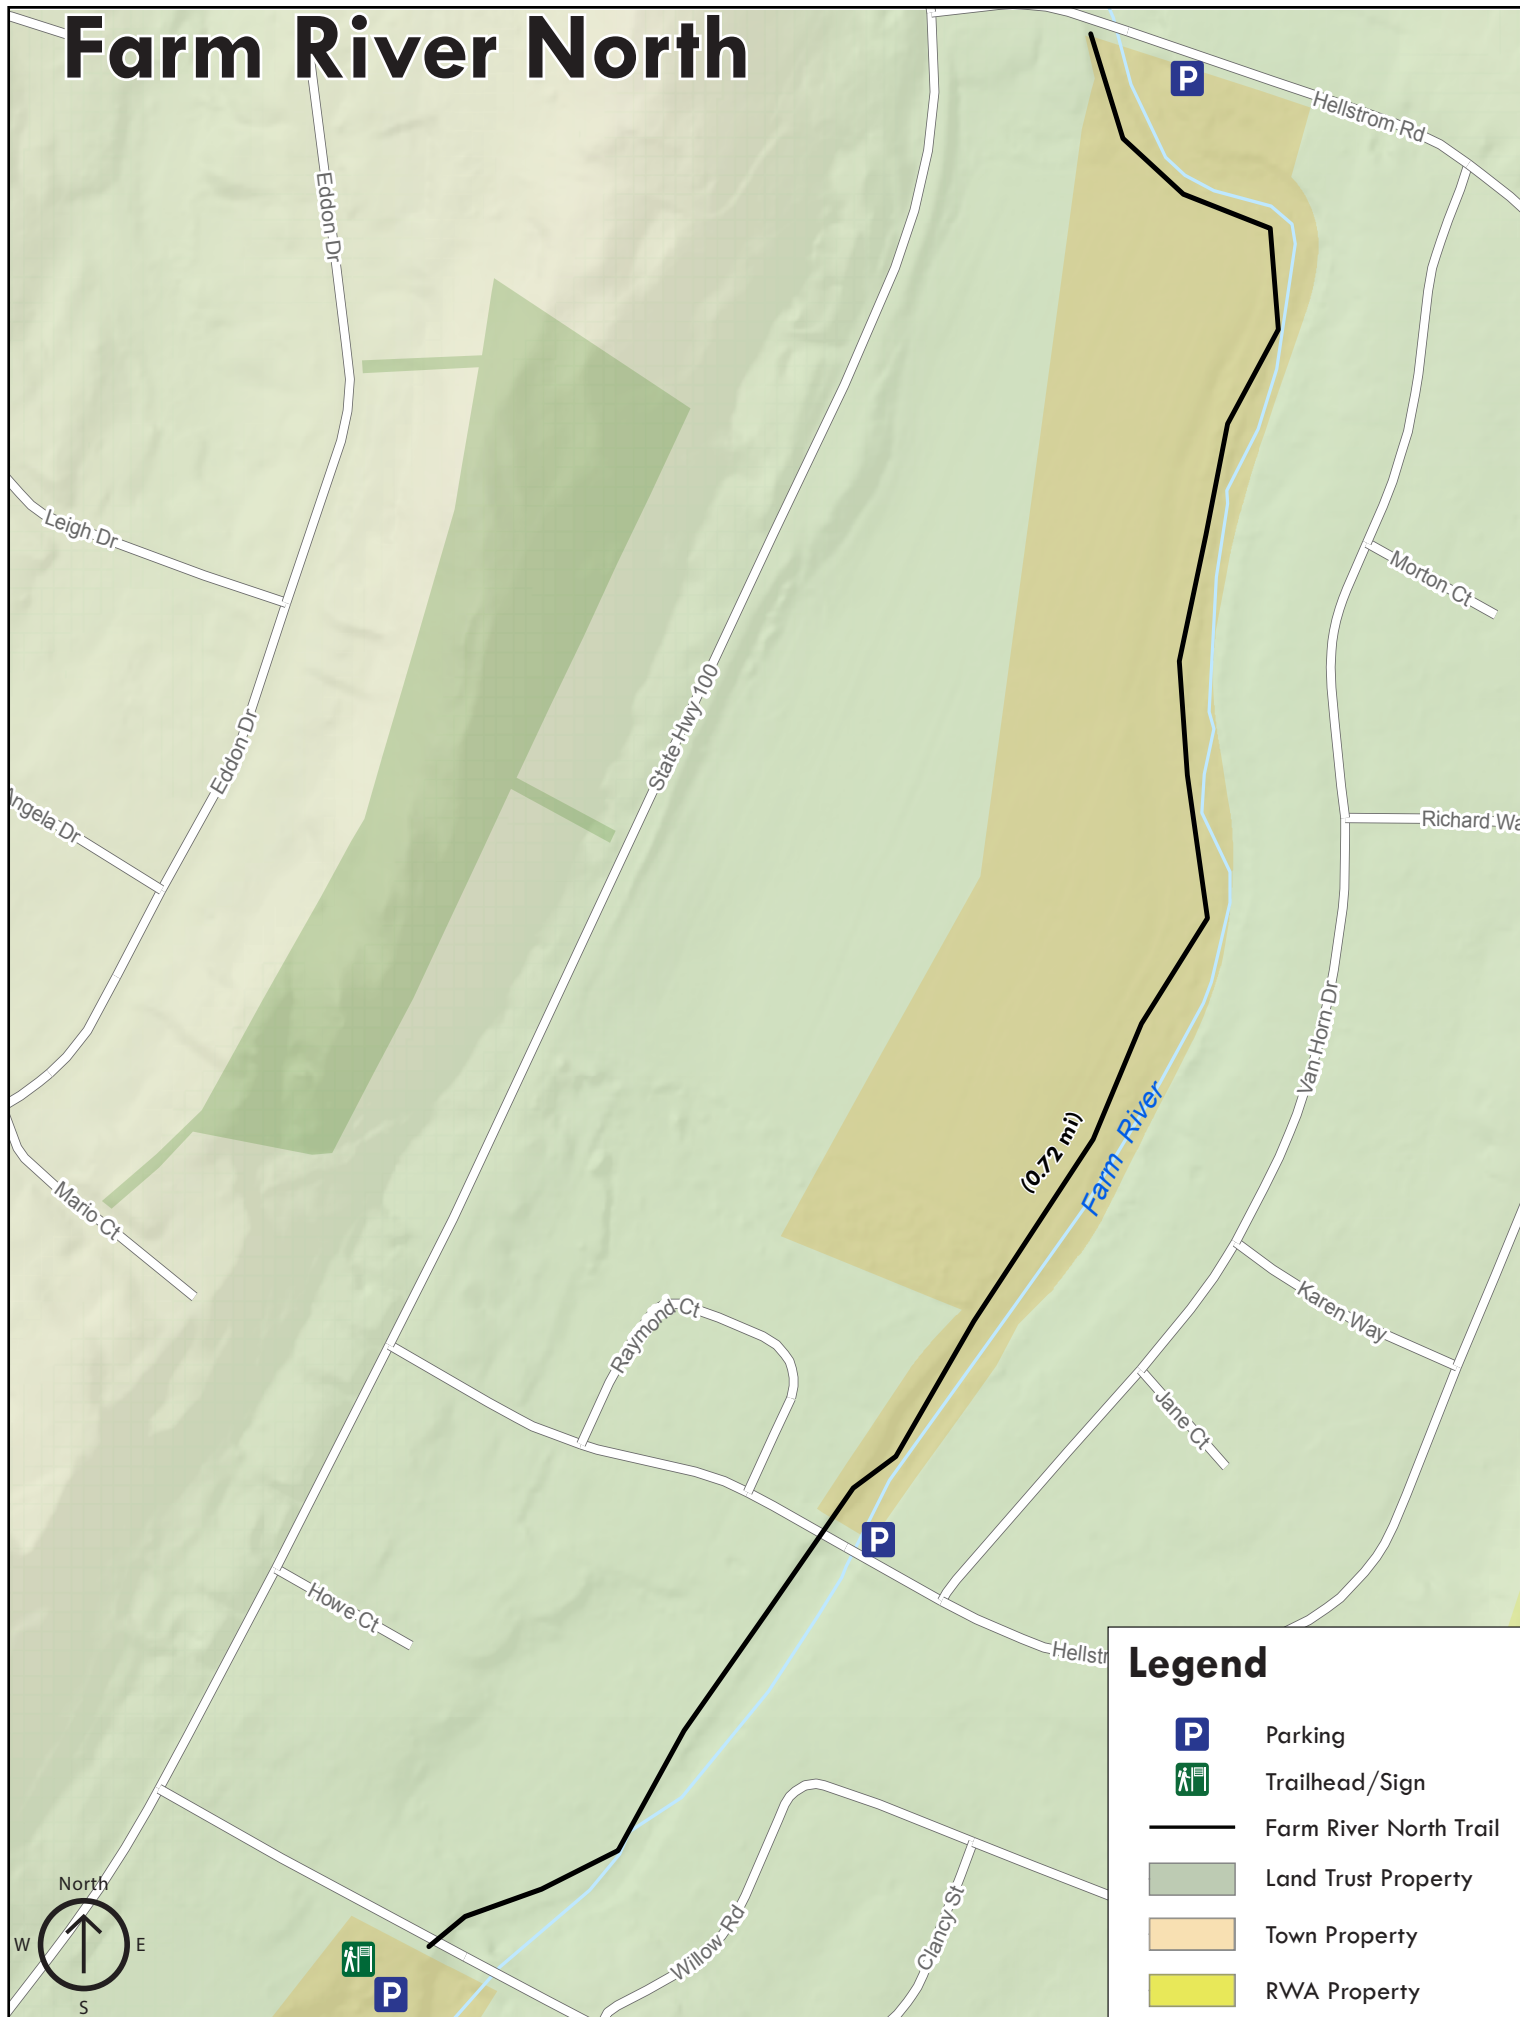 Farm River North
P
Hellstrom Rd
Eddon Dr
Leigh Dr
Morton Ct
State Hwy 100
Eddon Dr
Angela Dr
Richard Wa
Van Horn Dr
(0.72 mi)
Farm River
Mario Ct
Raymond Ct
Karen Way
Jane Ct
P
Howe Ct
Hellstr
Legend
P Parking
Trailhead/Sign
Farm River North Trail
Land Trust Property
Town Property
RWA Property
North
W E
S
P
Willow Rd
Clancy St